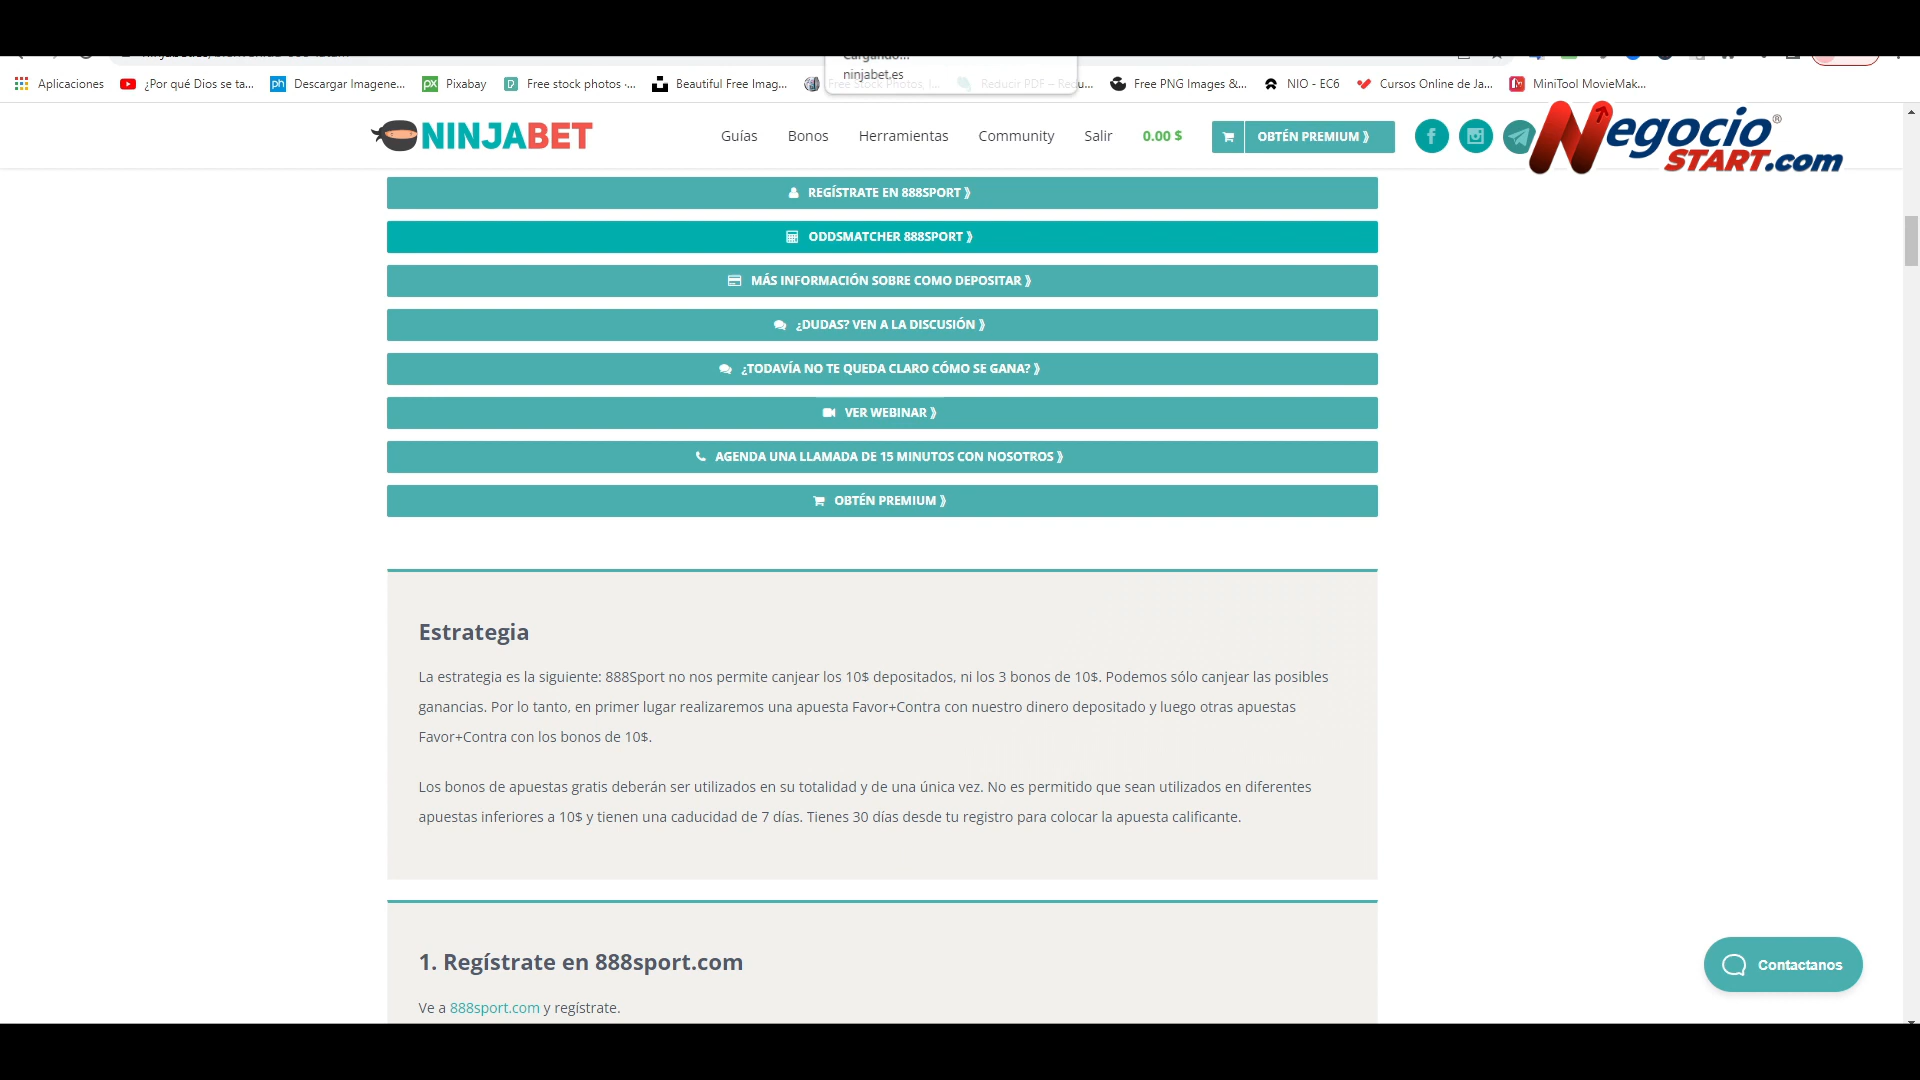 Cargando...
ninjabet.es
Aplicaciones ¿Por qué Dios se ta... Descargar Imagene... Pixabay Free stock photos ·... Beautiful Free Imag... Free Stock Photos, I... Reducir PDF – Redu... Free PNG Images &... NIO - EC6 Cursos Online de Ja... MiniTool MovieMak...
NINJABET Guías Bonos Herramientas Community Salir 0.00 $ OBTÉN PREMIUM ⟫ Negocio®
START.com
REGÍSTRATE EN 888SPORT ⟫
ODDSMATCHER 888SPORT ⟫
MÁS INFORMACIÓN SOBRE COMO DEPOSITAR ⟫
¿DUDAS? VEN A LA DISCUSIÓN ⟫
¿TODAVÍA NO TE QUEDA CLARO CÓMO SE GANA? ⟫
VER WEBINAR ⟫
AGENDA UNA LLAMADA DE 15 MINUTOS CON NOSOTROS ⟫
OBTÉN PREMIUM ⟫
Estrategia
La estrategia es la siguiente: 888Sport no nos permite canjear los 10$ depositados, ni los 3 bonos de 10$. Podemos sólo canjear las posibles
ganancias. Por lo tanto, en primer lugar realizaremos una apuesta Favor+Contra con nuestro dinero depositado y luego otras apuestas
Favor+Contra con los bonos de 10$.
Los bonos de apuestas gratis deberán ser utilizados en su totalidad y de una única vez. No es permitido que sean utilizados en diferentes
apuestas inferiores a 10$ y tienen una caducidad de 7 días. Tienes 30 días desde tu registro para colocar la apuesta calificante.
1. Regístrate en 888sport.com
Ve a 888sport.com y regístrate.
Contactanos